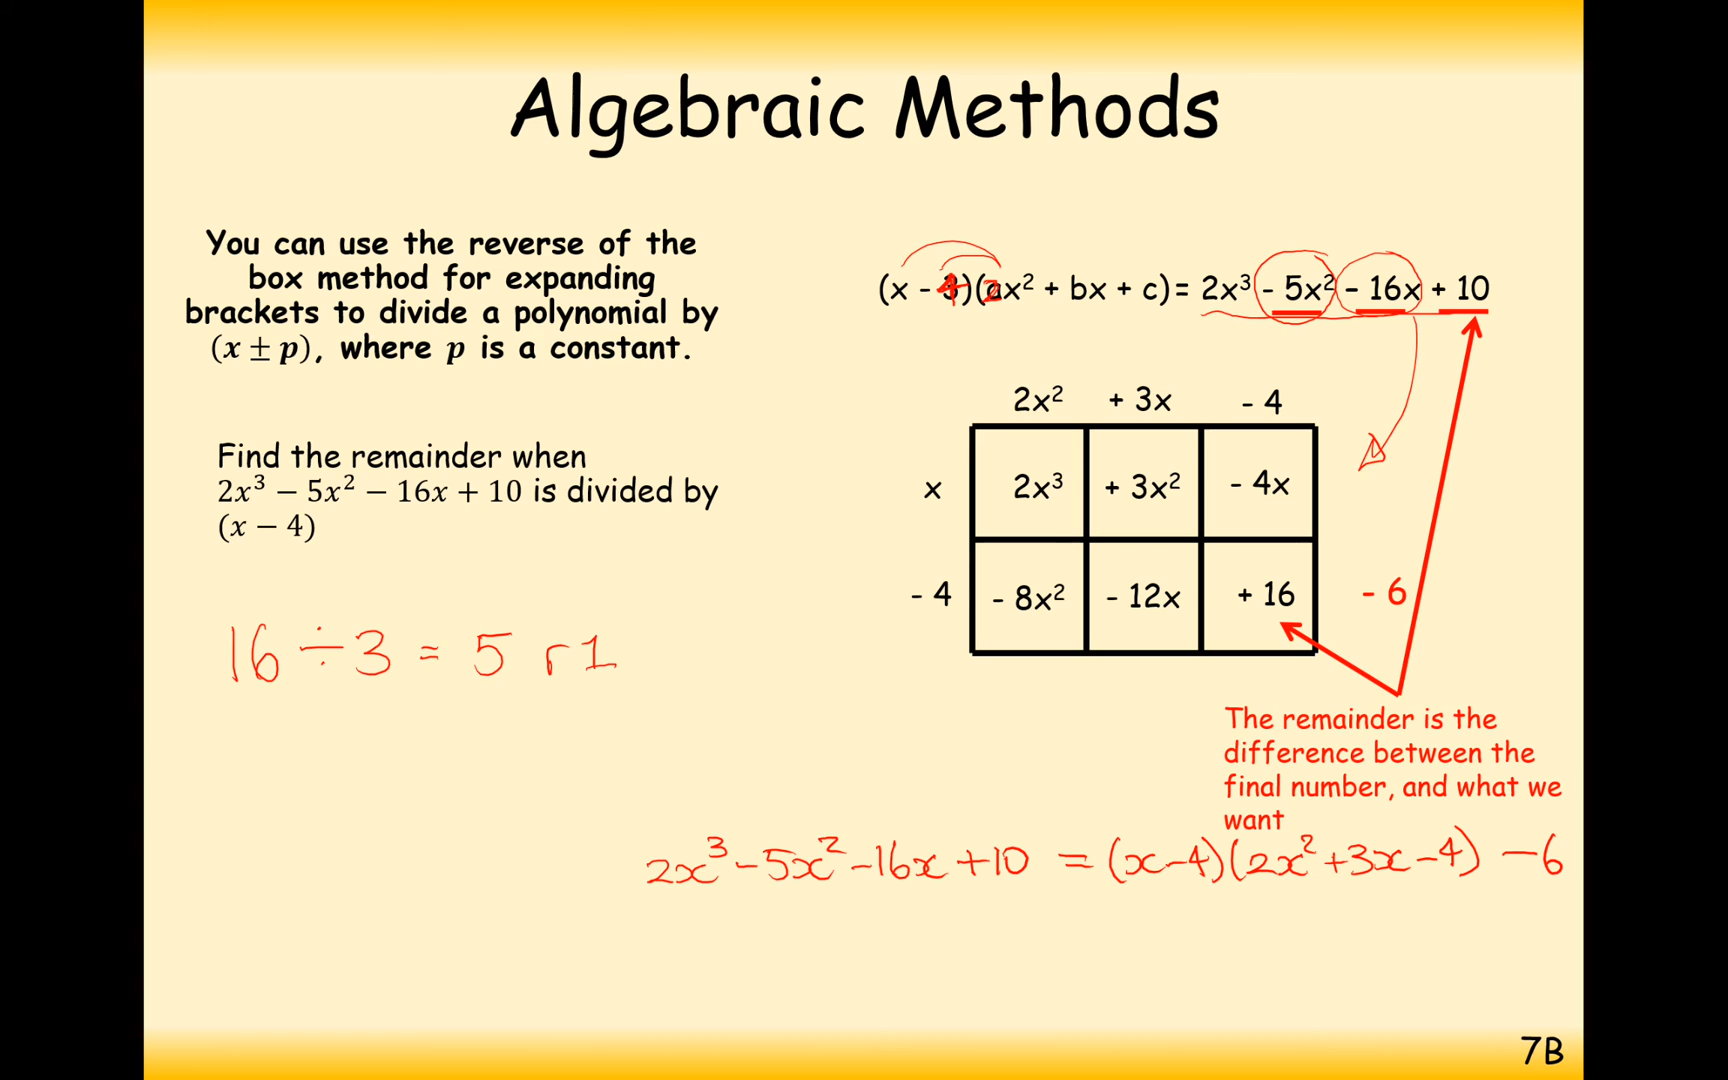 Algebraic Methods
You can use the reverse of the
box method for expanding
brackets to divide a polynomial by
(x ± p), where p is a constant.
Find the remainder when
2x³ − 5x² − 16x + 10 is divided by
(x − 4)
16 ÷ 3 = 5 r1
(x - 4)(2x² + bx + c) = 2x³ - 5x² - 16x + 10
2x² + 3x - 4
x 2x³ + 3x² - 4x
- 4 - 8x² - 12x + 16 - 6
The remainder is the
difference between the
final number, and what we
want
2x³ - 5x² - 16x + 10 = (x - 4)(2x² + 3x - 4) - 6
7B